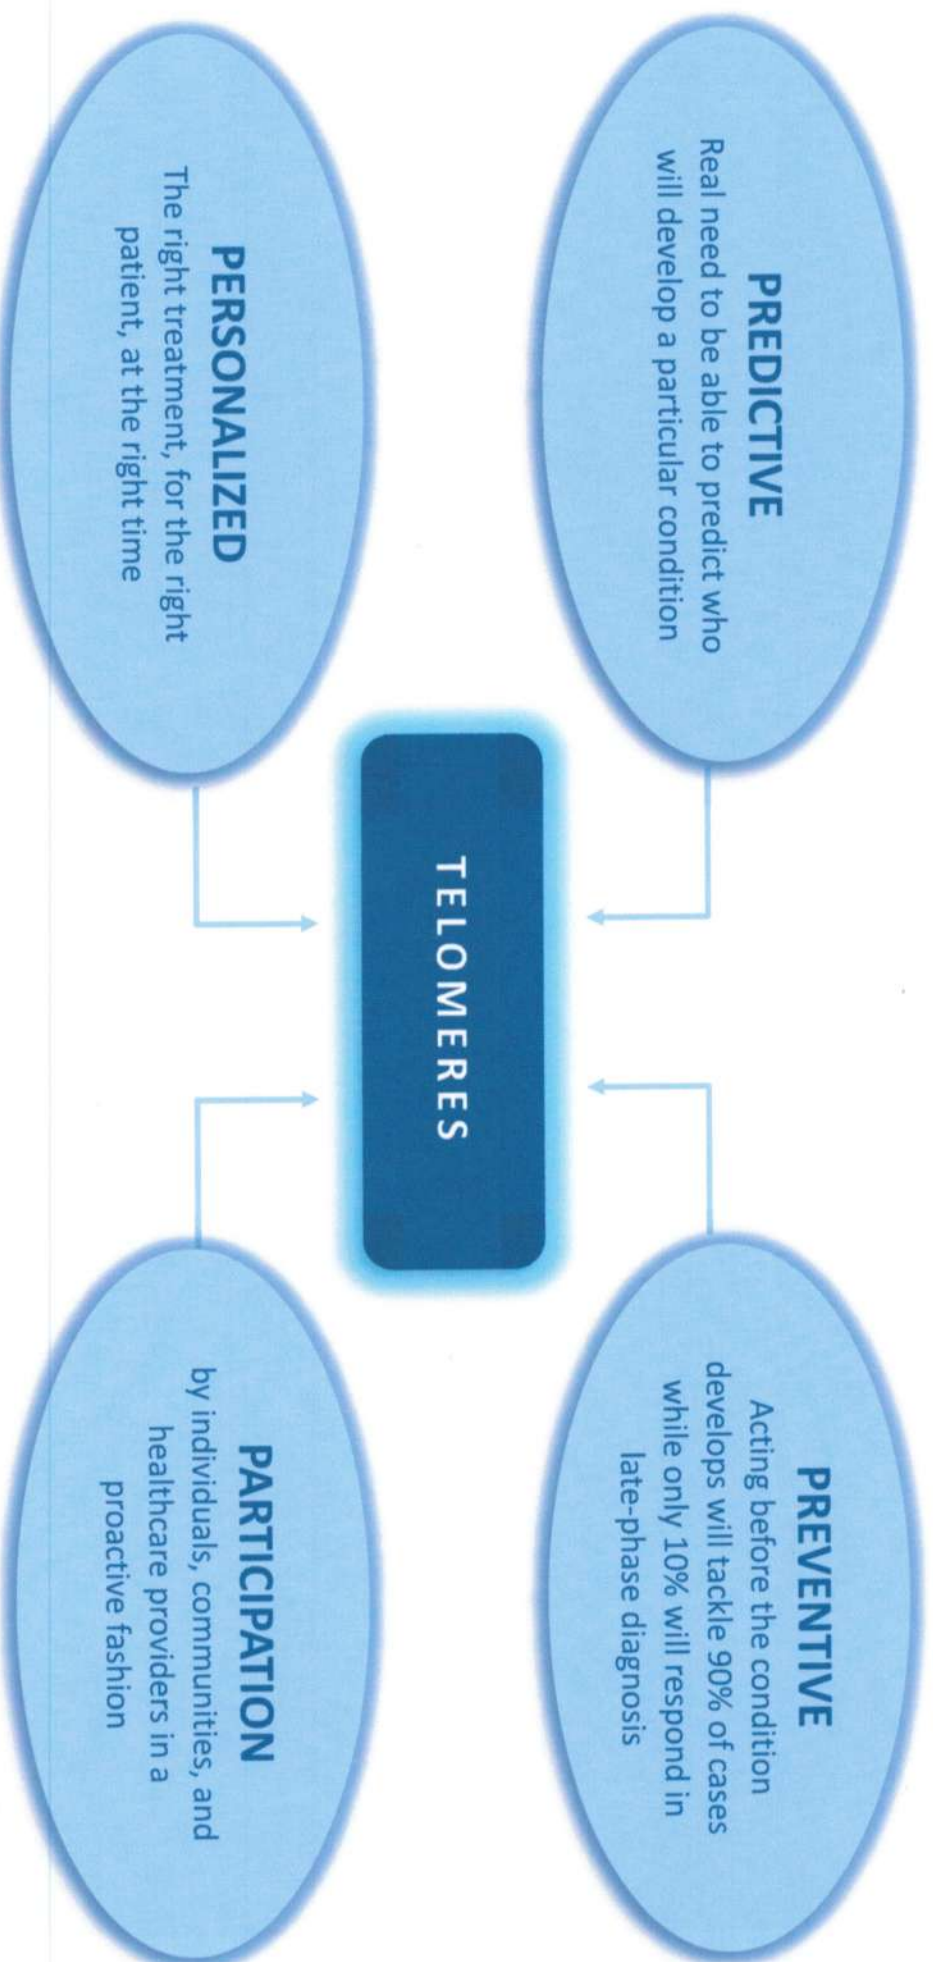 PREDICTIVE
Real need to be able to predict who
will develop a particular condition
PREVENTIVE
Acting before the condition
develops will tackle 90% of cases
while only 10% will respond in
late-phase diagnosis
TELOMERES
PERSONALIZED
The right treatment, for the right
patient, at the right time
PARTICIPATION
by individuals, communities, and
healthcare providers in a
proactive fashion